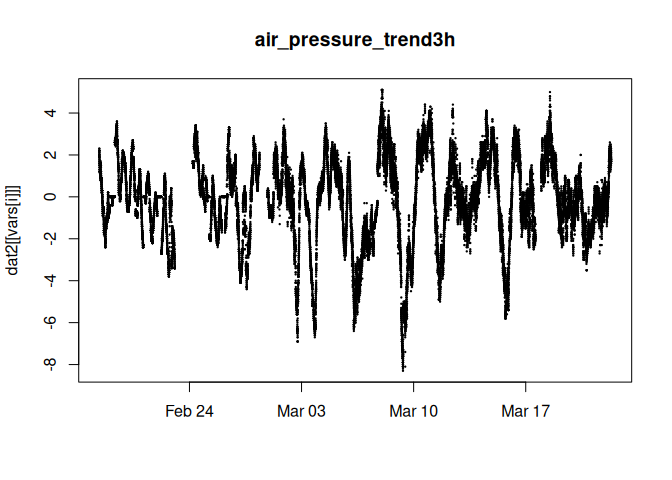 air_pressure_trend3h
dat2[[vars[i]]]
4
2
0
-2
-4
-6
-8
Feb 24
Mar 03
Mar 10
Mar 17